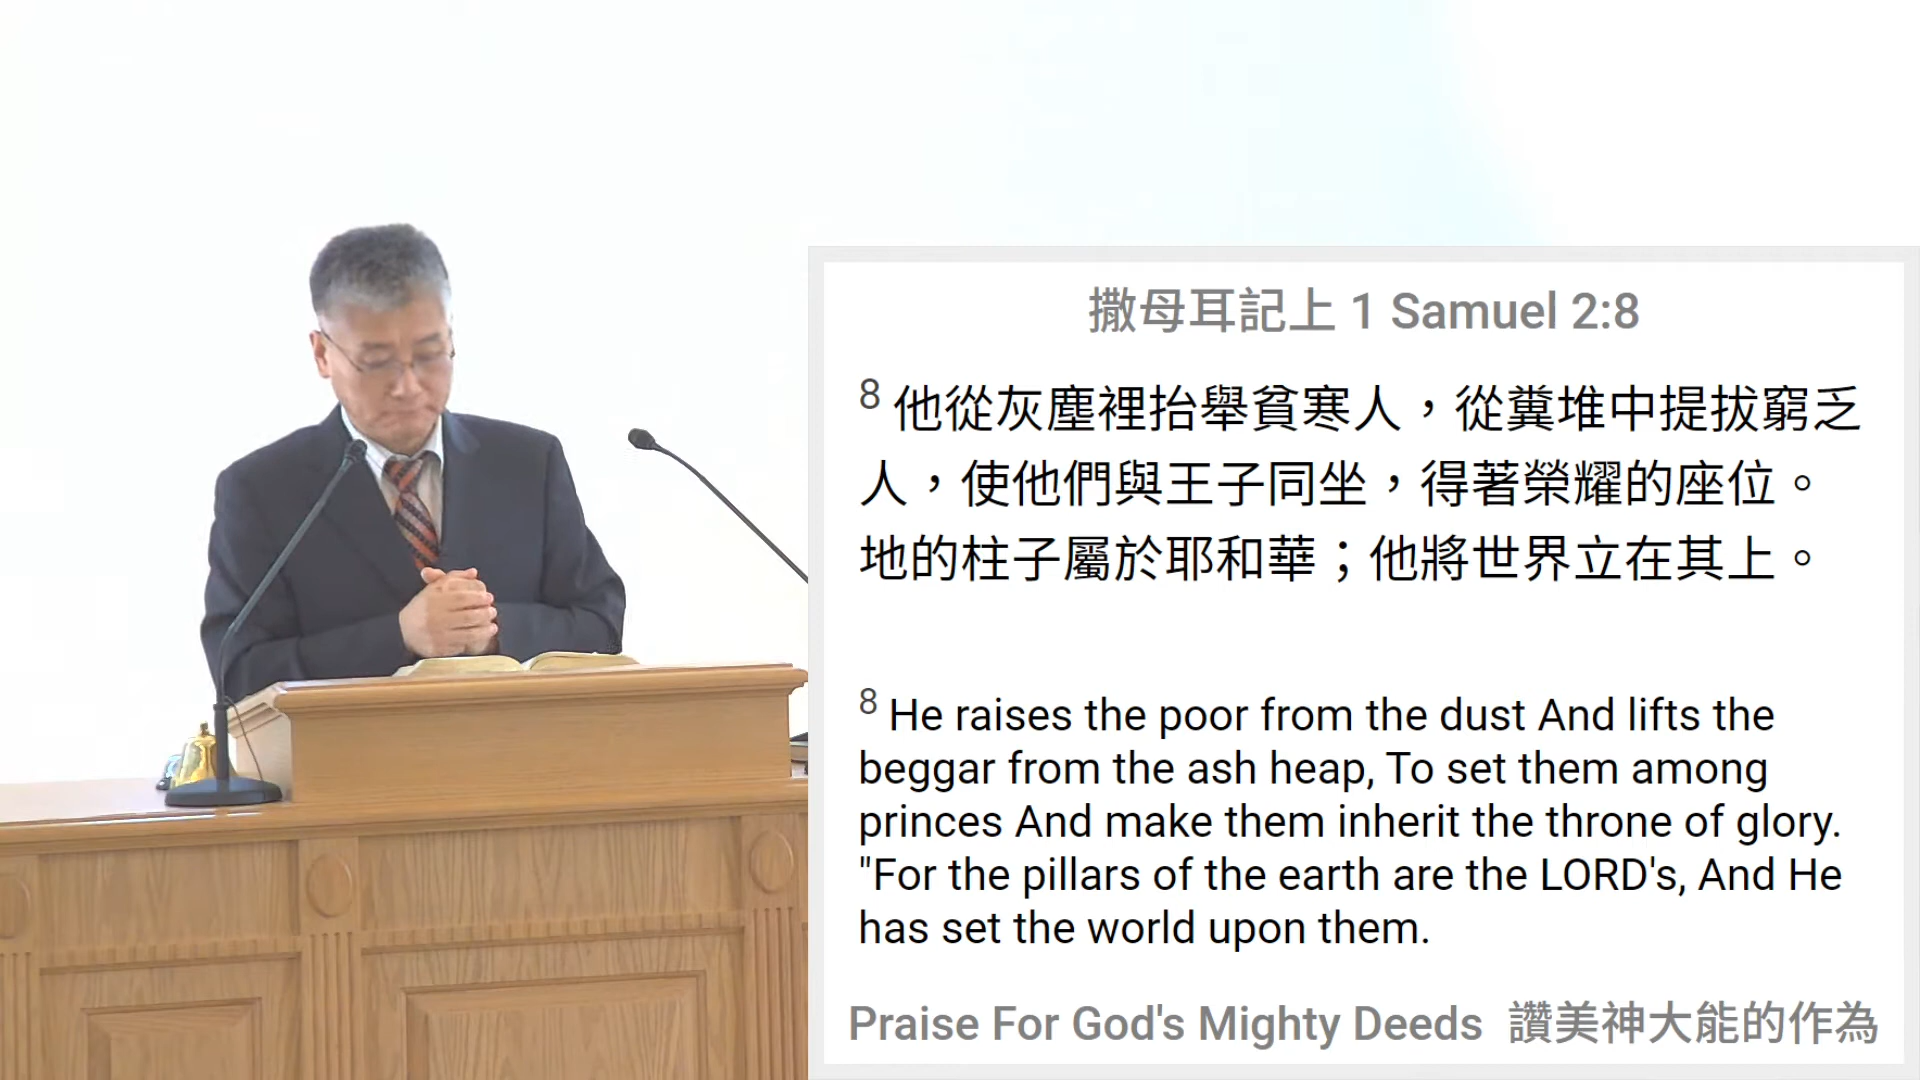 撒母耳記上 1 Samuel 2:8
8 他從灰塵裡抬舉貧寒人，從糞堆中提拔窮乏
人，使他們與王子同坐，得著榮耀的座位。
地的柱子屬於耶和華；他將世界立在其上。
8 He raises the poor from the dust And lifts the
beggar from the ash heap, To set them among
princes And make them inherit the throne of glory.
"For the pillars of the earth are the LORD's, And He
has set the world upon them.
Praise For God's Mighty Deeds 讚美神大能的作為